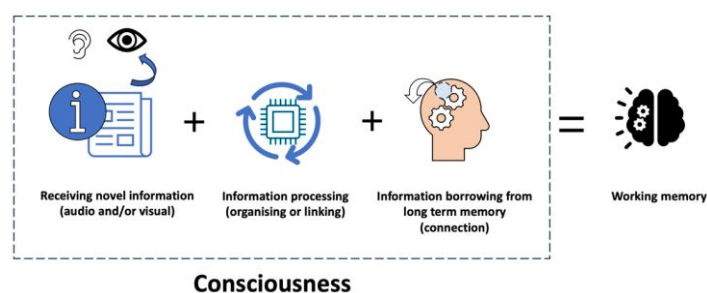 i
+
+
=
Receiving novel information
(audio and/or visual)
Information processing
(organising or linking)
Information borrowing from
long term memory
(connection)
Working memory
Consciousness